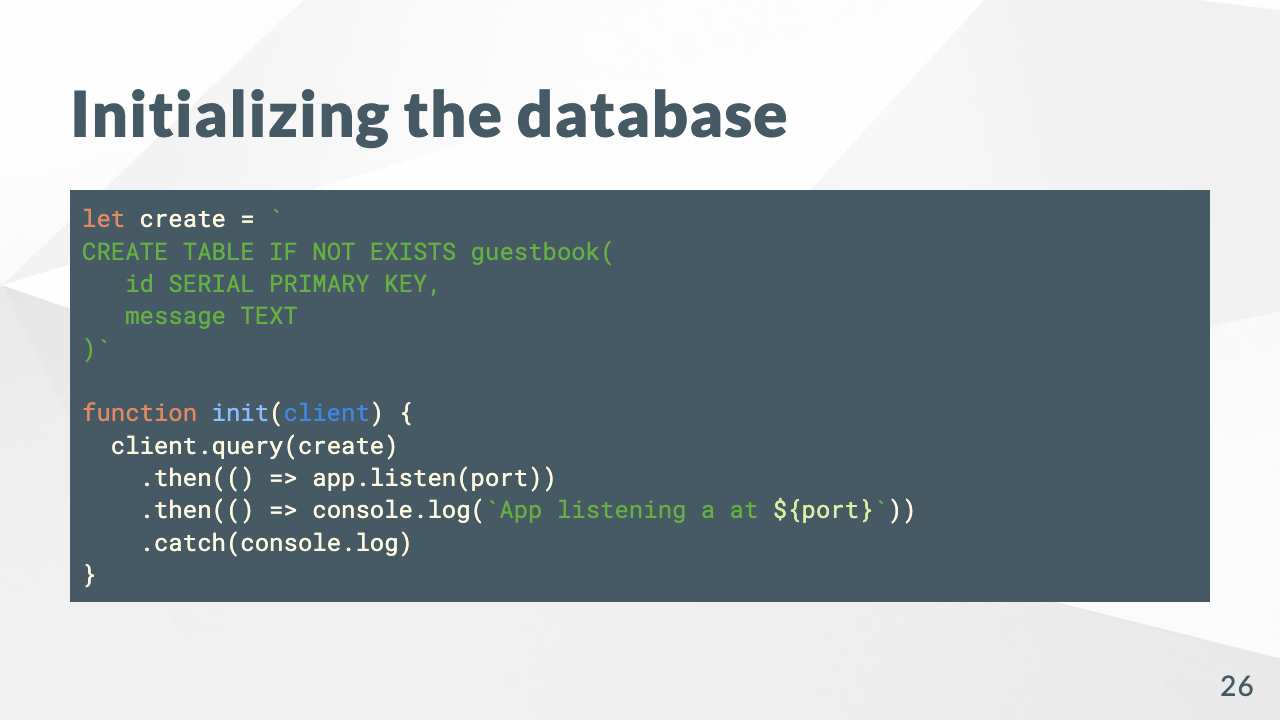 Initializing the database
let create = `
CREATE TABLE IF NOT EXISTS guestbook(
   id SERIAL PRIMARY KEY,
   message TEXT
)`
function init(client) {
  client.query(create)
    .then(() => app.listen(port))
    .then(() => console.log(`App listening a at ${port}`))
    .catch(console.log)
}
26